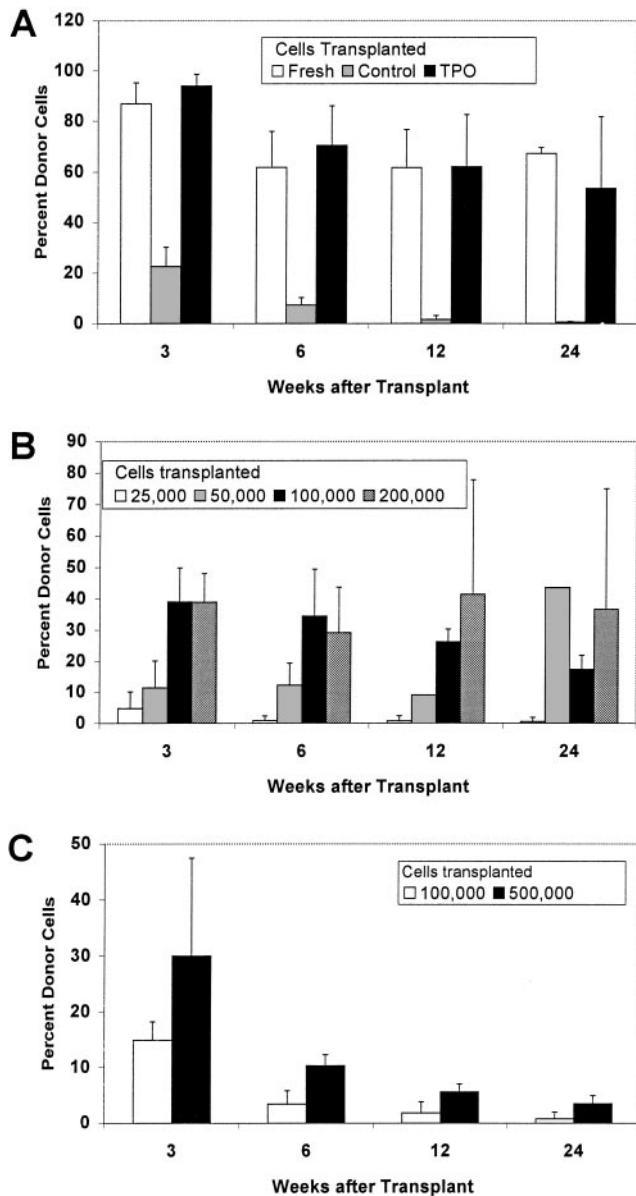 A
120
100
80
60
40
20
0
Percent Donor Cells
Cells Transplanted
Fresh Control TPO
3 6 12 24
Weeks after Transplant
B
90
80
70
60
50
40
30
20
10
0
Percent Donor Cells
Cells transplanted
25,000 50,000 100,000 200,000
3 6 12 24
Weeks after Transplant
C
50
40
30
20
10
0
Percent Donor Cells
Cells transplanted
100,000 500,000
3 6 12 24
Weeks after Transplant